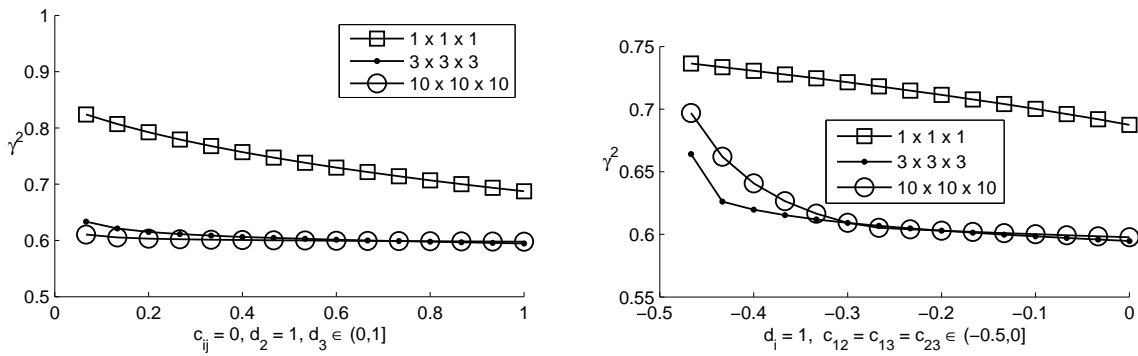 1
0.9
0.8
0.7
0.6
0.5
γ²
0 0.2 0.4 0.6 0.8 1
c_ij = 0, d_2 = 1, d_3 ∈ (0,1]
1 x 1 x 1
3 x 3 x 3
10 x 10 x 10
0.75
0.7
0.65
0.6
0.55
γ²
−0.5 −0.4 −0.3 −0.2 −0.1 0
d_i = 1, c_12 = c_13 = c_23 ∈ (−0.5,0]
1 x 1 x 1
3 x 3 x 3
10 x 10 x 10